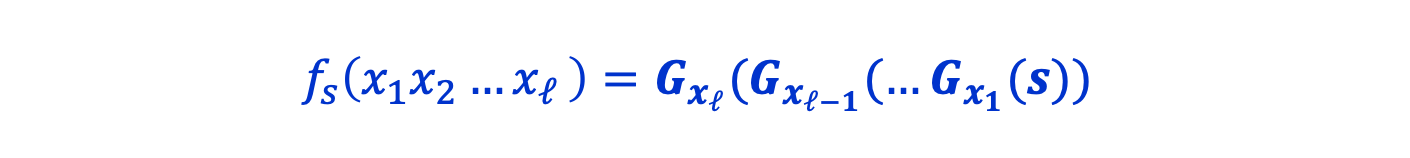 f_s(x_1x_2 ... x_ℓ) = G_{x_ℓ}(G_{x_{ℓ-1}}(... G_{x_1}(s))